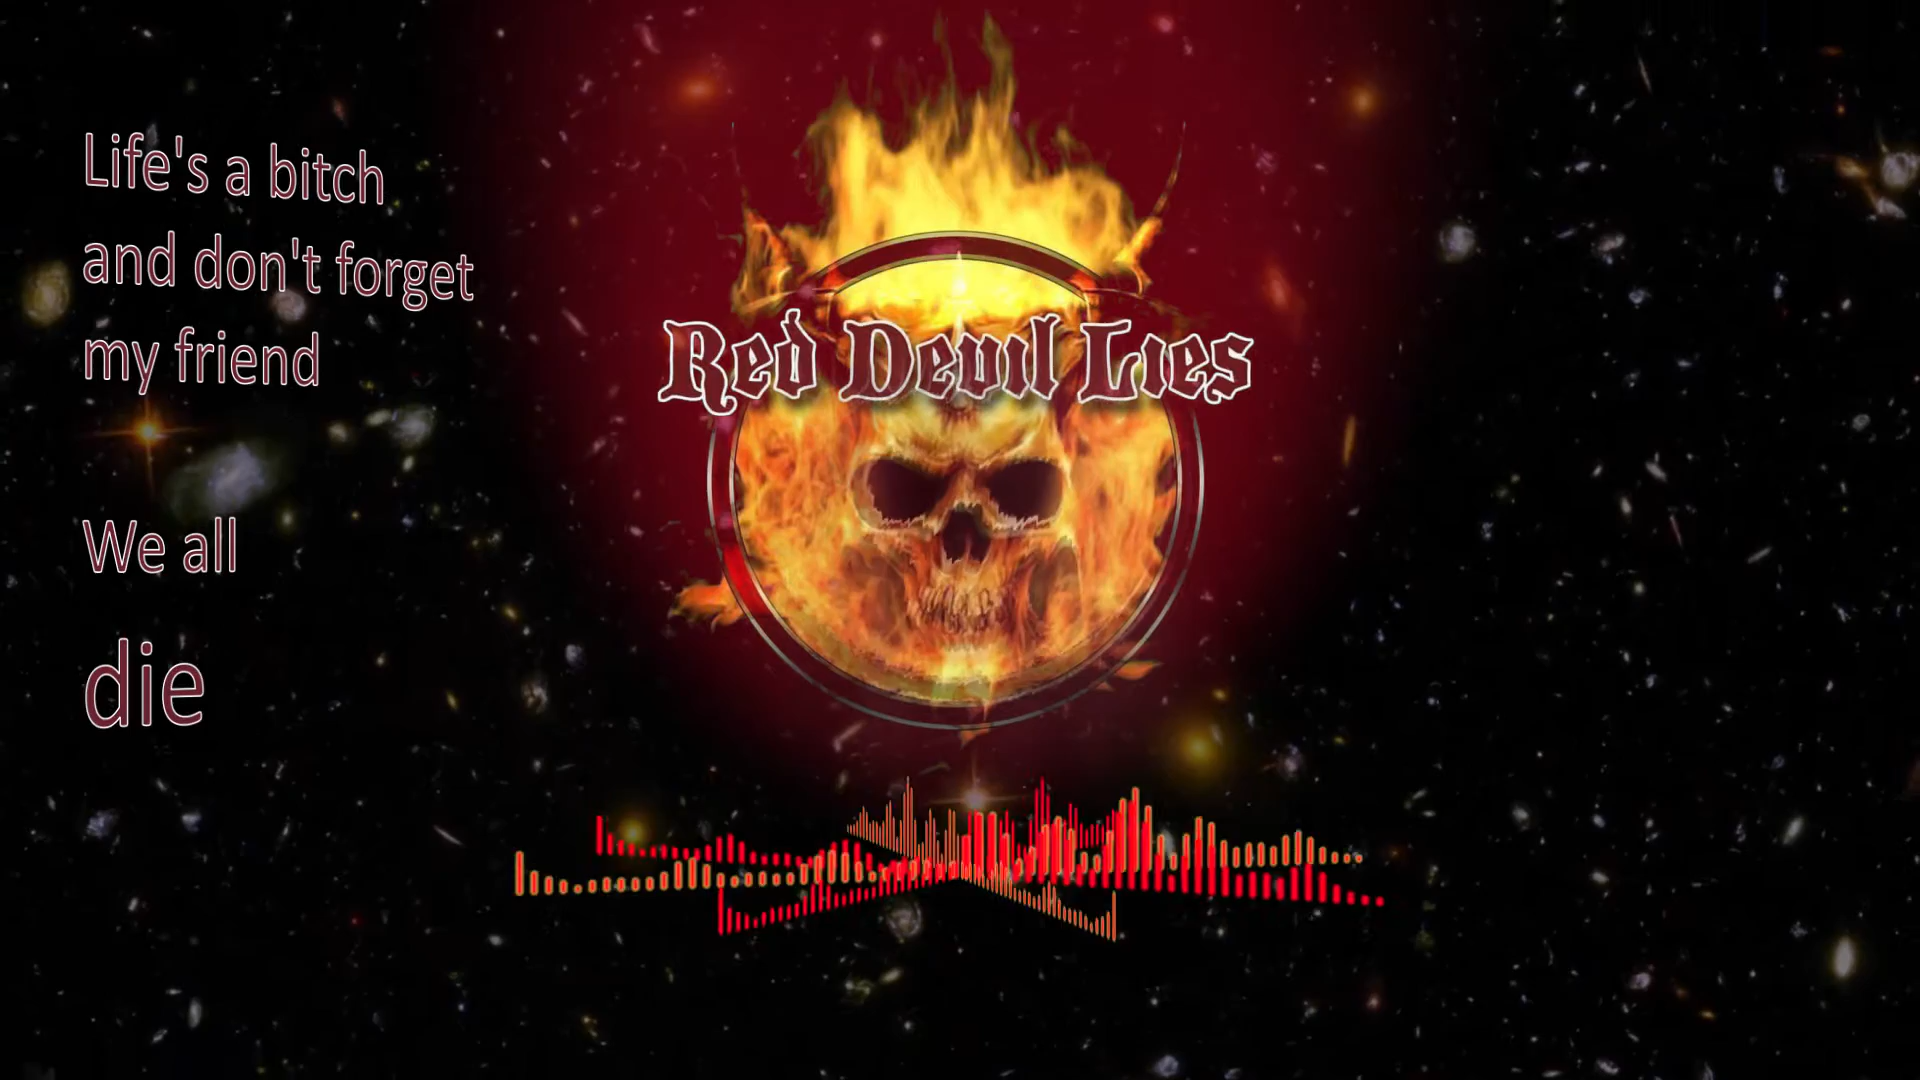 Life's a bitch
and don't forget
my friend
We all
die
Red Devil Lies